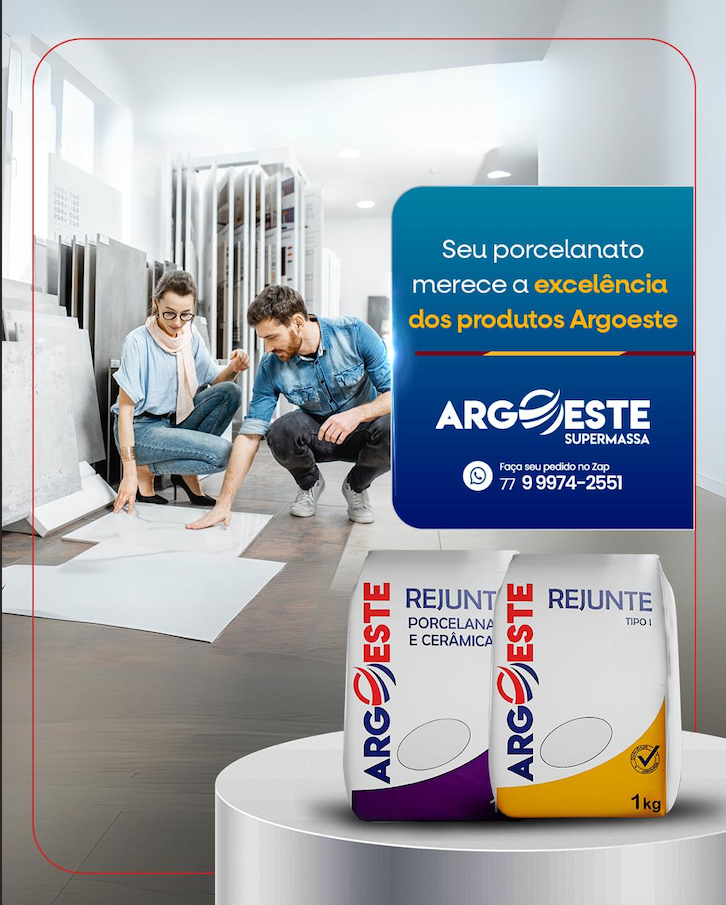 Seu porcelanato
merece a excelência
dos produtos Argoeste
ARGOESTE
SUPERMASSA
Faça seu pedido no Zap
77 9 9974-2551
ARGOESTE
REJUNT
PORCELANA
E CERÂMICA
ARGOESTE
REJUNTE
TIPO I
1kg